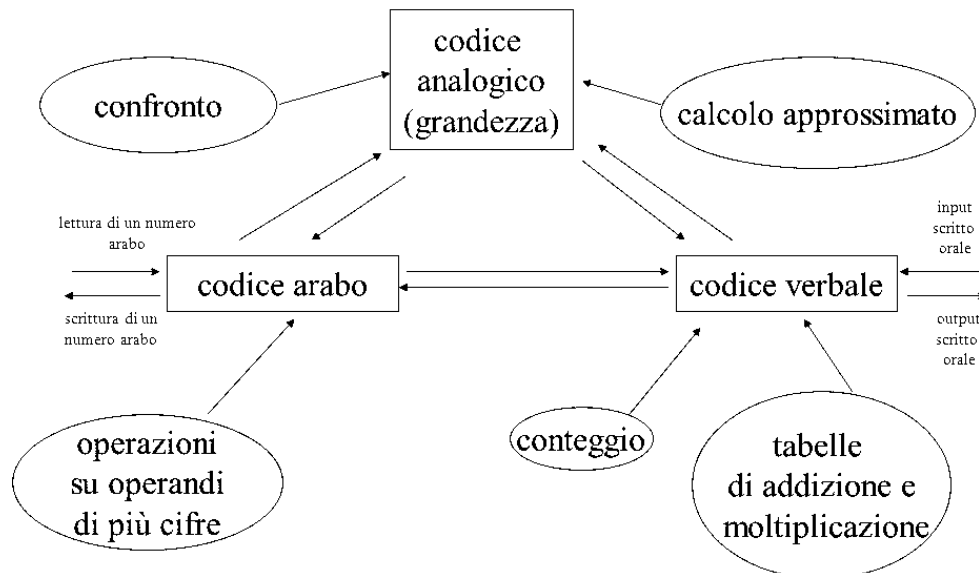 codice
analogico
(grandezza)
confronto
calcolo approssimato
lettura di un numero
arabo
input
scritto
orale
codice arabo
codice verbale
scrittura di un
numero arabo
output
scritto
orale
operazioni
su operandi
di più cifre
conteggio
tabelle
di addizione e
moltiplicazione